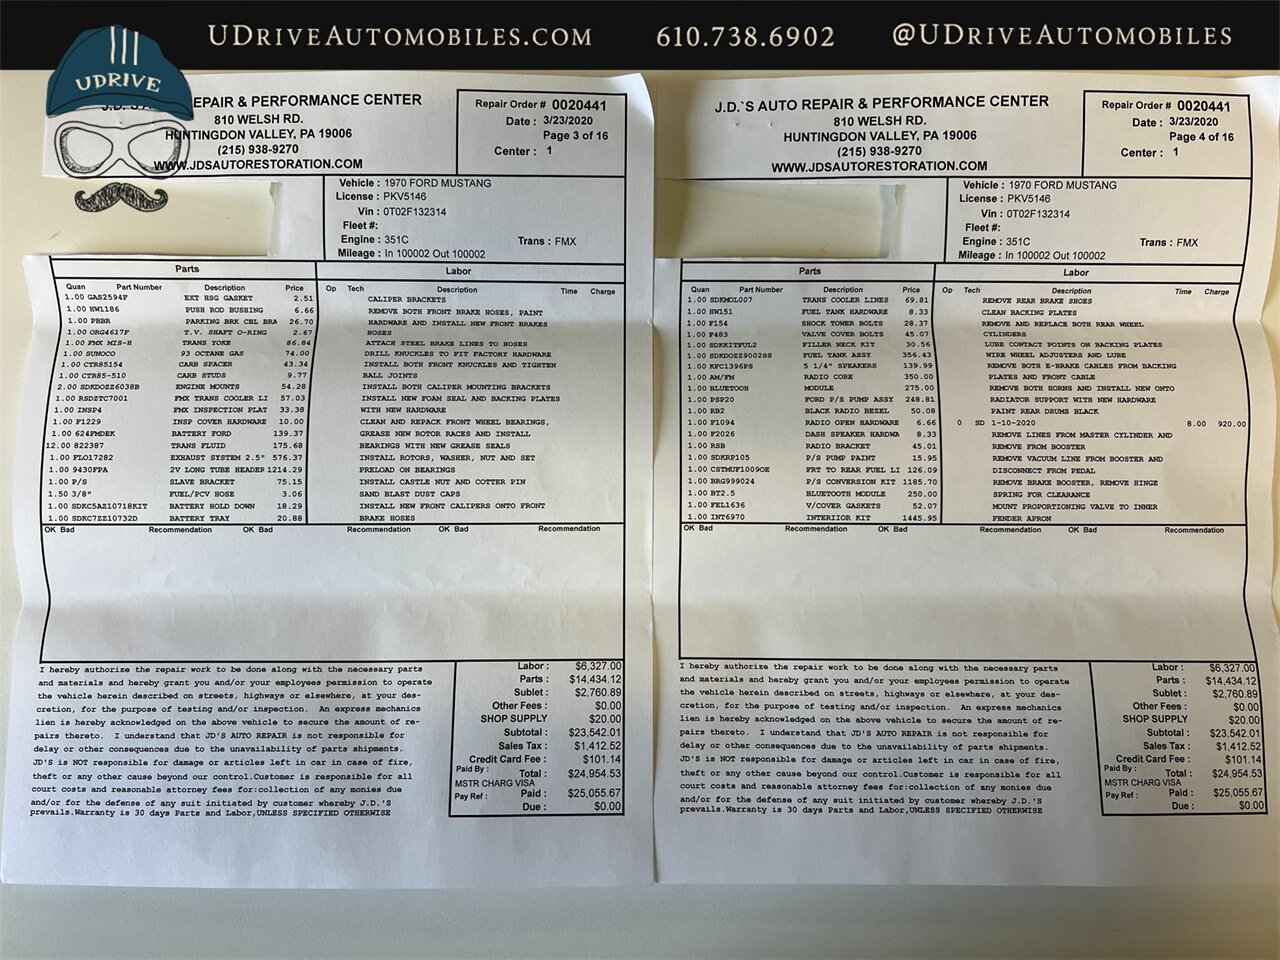 UDRIVEAUTOMOBILES.COM 610.738.6902 @UDRIVEAUTOMOBILES
UDRIVE
J.D.'S A REPAIR & PERFORMANCE CENTER
810 WELSH RD.
HUNTINGDON VALLEY, PA 19006
(215) 938-9270
WWW.JDSAUTORESTORATION.COM
Repair Order # 0020441
Date : 3/23/2020
Page 3 of 16
Center : 1
Vehicle : 1970 FORD MUSTANG
License : PKV5146
Vin : 0T02F132314
Fleet #:
Engine : 351C Trans : FMX
Mileage : In 100002 Out 100002
Parts Labor
Quan Part Number Description Price Op Tech Description Time Charge
1.00 GAS2594F EXT HSG GASKET 2.51 CALIPER BRACKETS
1.00 HW1186 PUSH ROD BUSHING 6.66 REMOVE BOTH FRONT BRAKE HOSES, PAINT
1.00 PBBR PARKING BRK CBL BRA 26.70 HARDWARE AND INSTALL NEW FRONT BRAKES
1.00 ORG4617F T.V. SHAFT O-RING 2.67 HOSES
1.00 FMX MIS-H TRANS YOKE 86.84 ATTACH STEEL BRAKE LINES TO HOSES
1.00 SUNOCO 93 OCTANE GAS 74.00 DRILL KNUCKLES TO FIT FACTORY HARDWARE
1.00 CTR85154 CARB SPACER 43.34 INSTALL BOTH FRONT KNUCKLES AND TIGHTEN
1.00 CTR85-510 CARB STUDS 9.77 BALL JOINTS
2.00 SDKDOZZ6038B ENGINE MOUNTS 54.28 INSTALL BOTH CALIPER MOUNTING BRACKETS
1.00 RSDZTC7001 FMX TRANS COOLER LI 57.03 INSTALL NEW FOAM SEAL AND BACKING PLATES
1.00 INSP4 FMX INSPECTION PLAT 33.38 WITH NEW HARDWARE
1.00 F1229 INSP COVER HARDWARE 10.00 CLEAN AND REPACK FRONT WHEEL BEARINGS,
1.00 624FMDEK BATTERY FORD 139.37 GREASE NEW ROTOR RACES AND INSTALL
12.00 822387 TRANS FLUID 175.68 BEARINGS WITH NEW GREASE SEALS
1.00 FLO17282 EXHAUST SYSTEM 2.5" 576.37 INSTALL ROTORS, WASHER, NUT AND SET
1.00 9430FPA 2V LONG TUBE HEADER 1214.29 PRELOAD ON BEARINGS
1.00 P/S SLAVE BRACKET 75.15 INSTALL CASTLE NUT AND COTTER PIN
1.50 3/8" FUEL/PCV HOSE 3.06 SAND BLAST DUST CAPS
1.00 SDKC5AZ10718KIT BATTERY HOLD DOWN 18.29 INSTALL NEW FRONT CALIPERS ONTO FRONT
1.00 SDKC7ZZ10732D BATTERY TRAY 20.88 BRAKE HOSES
OK Bad Recommendation OK Bad Recommendation
I hereby authorize the repair work to be done along with the necessary parts
and materials and hereby grant you and/or your employees permission to operate
the vehicle herein described on streets, highways or elsewhere, at your des-
cretion, for the purpose of testing and/or inspection. An express mechanics
lien is hereby acknowledged on the above vehicle to secure the amount of re-
pairs thereto. I understand that JD'S AUTO REPAIR is not responsible for
delay or other consequences due to the unavailability of parts shipments.
JD'S is NOT responsible for damage or articles left in car in case of fire,
theft or any other cause beyond our control.Customer is responsible for all
court costs and reasonable attorney fees for:collection of any monies due
and/or for the defense of any suit initiated by customer whereby J.D.'S
prevails.Warranty is 30 days Parts and Labor,UNLESS SPECIFIED OTHERWISE
Labor : $6,327.00
Parts : $14,434.12
Sublet : $2,760.89
Other Fees : $0.00
SHOP SUPPLY $20.00
Subtotal : $23,542.01
Sales Tax : $1,412.52
Credit Card Fee : $101.14
Paid By : Total : $24,954.53
MSTR CHARG VISA
Pay Ref : Paid : $25,055.67
Due : $0.00
J.D.`S AUTO REPAIR & PERFORMANCE CENTER
810 WELSH RD.
HUNTINGDON VALLEY, PA 19006
(215) 938-9270
WWW.JDSAUTORESTORATION.COM
Repair Order # 0020441
Date : 3/23/2020
Page 4 of 16
Center : 1
Vehicle : 1970 FORD MUSTANG
License : PKV5146
Vin : 0T02F132314
Fleet #:
Engine : 351C Trans : FMX
Mileage : In 100002 Out 100002
Parts Labor
Quan Part Number Description Price Op Tech Description Time Charge
1.00 SDKMOL007 TRANS COOLER LINES 69.81 REMOVE REAR BRAKE SHOES
1.00 HW151 FUEL TANK HARDWARE 8.33 CLEAN BACKING PLATES
1.00 F154 SHOCK TOWER BOLTS 28.37 REMOVE AND REPLACE BOTH REAR WHEEL
1.00 F483 VALVE COVER BOLTS 45.07 CYLINDERS
1.00 SDKKITFUL2 FILLER NECK KIT 30.56 LUBE CONTACT POINTS ON BACKING PLATES
1.00 SDKDOZZ9002SS FUEL TANK ASSY 356.43 WIRE WHEEL ADJUSTERS AND LUBE
1.00 KFC1396PS 5 1/4" SPEAKERS 139.99 REMOVE BOTH E-BRAKE CABLES FROM BACKING
1.00 AM/FM RADIO CORE 350.00 PLATES AND FRONT CABLE
1.00 BLUETOOH MODULE 275.00 REMOVE BOTH HORNS AND INSTALL NEW ONTO
1.00 PSP20 FORD P/S PUMP ASSY 248.81 RADIATOR SUPPORT WITH NEW HARDWARE
1.00 RB2 BLACK RADIO BEZEL 50.08 PAINT REAR DRUMS BLACK
1.00 F1094 RADIO OPEN HARDWARE 6.66 0 SD 1-10-2020 8.00 920.00
1.00 F2026 DASH SPEAKER HARDWA 8.33 REMOVE LINES FROM MASTER CYLINDER AND
1.00 RSB RADIO BRACKET 45.01 REMOVE FROM BOOSTER
1.00 SDKRP105 P/S PUMP PAINT 15.95 REMOVE VACUUM LINE FROM BOOSTER AND
1.00 CSTMUF1009OE FRT TO REAR FUEL LI 126.09 DISCONNECT FROM PEDAL
1.00 BRG999024 P/S CONVERSION KIT 1185.70 REMOVE BRAKE BOOSTER, REMOVE HINGE
1.00 BT2.5 BLUETOOTH MODULE 250.00 SPRING FOR CLEARANCE
1.00 FEL1636 V/COVER GASKETS 52.07 MOUNT PROPORTIONING VALVE TO INNER
1.00 INT6970 INTERIIOR KIT 1445.95 FENDER APRON
OK Bad Recommendation OK Bad Recommendation
I hereby authorize the repair work to be done along with the necessary parts
and materials and hereby grant you and/or your employees permission to operate
the vehicle herein described on streets, highways or elsewhere, at your des-
cretion, for the purpose of testing and/or inspection. An express mechanics
lien is hereby acknowledged on the above vehicle to secure the amount of re-
pairs thereto. I understand that JD'S AUTO REPAIR is not responsible for
delay or other consequences due to the unavailability of parts shipments.
JD'S is NOT responsible for damage or articles left in car in case of fire,
theft or any other cause beyond our control.Customer is responsible for all
court costs and reasonable attorney fees for:collection of any monies due
and/or for the defense of any suit initiated by customer whereby J.D.'S
prevails.Warranty is 30 days Parts and Labor,UNLESS SPECIFIED OTHERWISE
Labor : $6,327.00
Parts : $14,434.12
Sublet : $2,760.89
Other Fees : $0.00
SHOP SUPPLY $20.00
Subtotal : $23,542.01
Sales Tax : $1,412.52
Credit Card Fee : $101.14
Paid By : Total : $24,954.53
MSTR CHARG VISA
Pay Ref : Paid : $25,055.67
Due : $0.00